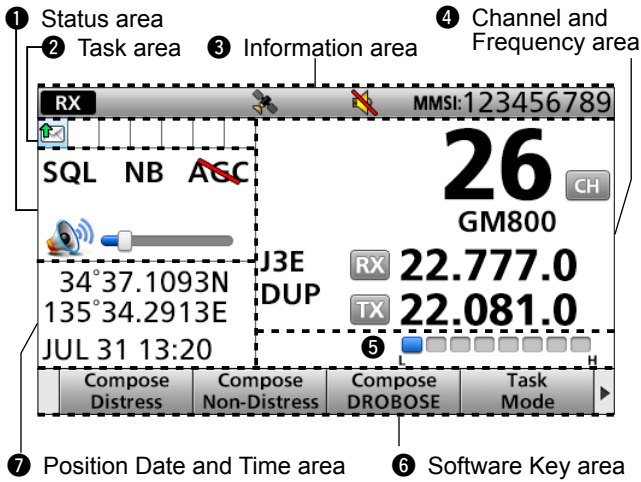 ❶ Status area
❷ Task area
❸ Information area
❹ Channel and
Frequency area
RX
MMSI:123456789
SQL NB AGC
26 CH
GM800
J3E RX 22.777.0
DUP TX 22.081.0
34°37.1093N
135°34.2913E
JUL 31 13:20
❺
L H
Compose
Distress
Compose
Non-Distress
Compose
DROBOSE
Task
Mode
❼ Position Date and Time area
❻ Software Key area